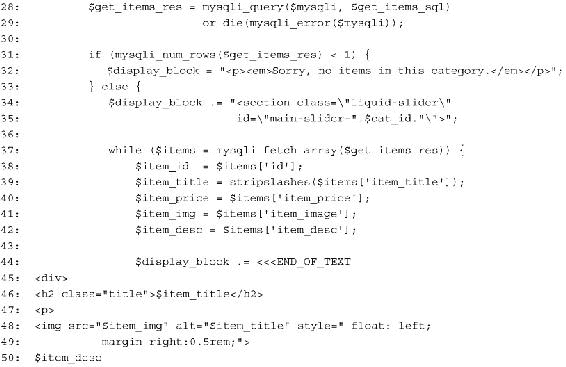 28:         $get_items_res = mysqli_query($mysqli, $get_items_sql)
29:                          or die(mysqli_error($mysqli));
30:
31:         if (mysqli_num_rows($get_items_res) < 1) {
32:            $display_block = "<p><em>Sorry, no items in this category.</em></p>";
33:         } else {
34:            $display_block .= "<section class=\"liquid-slider\"
35:                               id=\"main-slider-".$cat_id."\">";
36:
37:            while ($items = mysqli_fetch_array($get_items_res)) {
38:                $item_id  = $items['id'];
39:                $item_title = stripslashes($items['item_title']);
40:                $item_price = $items['item_price'];
41:                $item_img = $items['item_image'];
42:                $item_desc = $items['item_desc'];
43:
44:                $display_block .= <<<END_OF_TEXT
45:  <div>
46:  <h2 class="title">$item_title</h2>
47:  <p>
48:  <img src="$item_img" alt="$item_title" style=" float: left;
49:            margin-right:0.5rem;">
50:  $item_desc